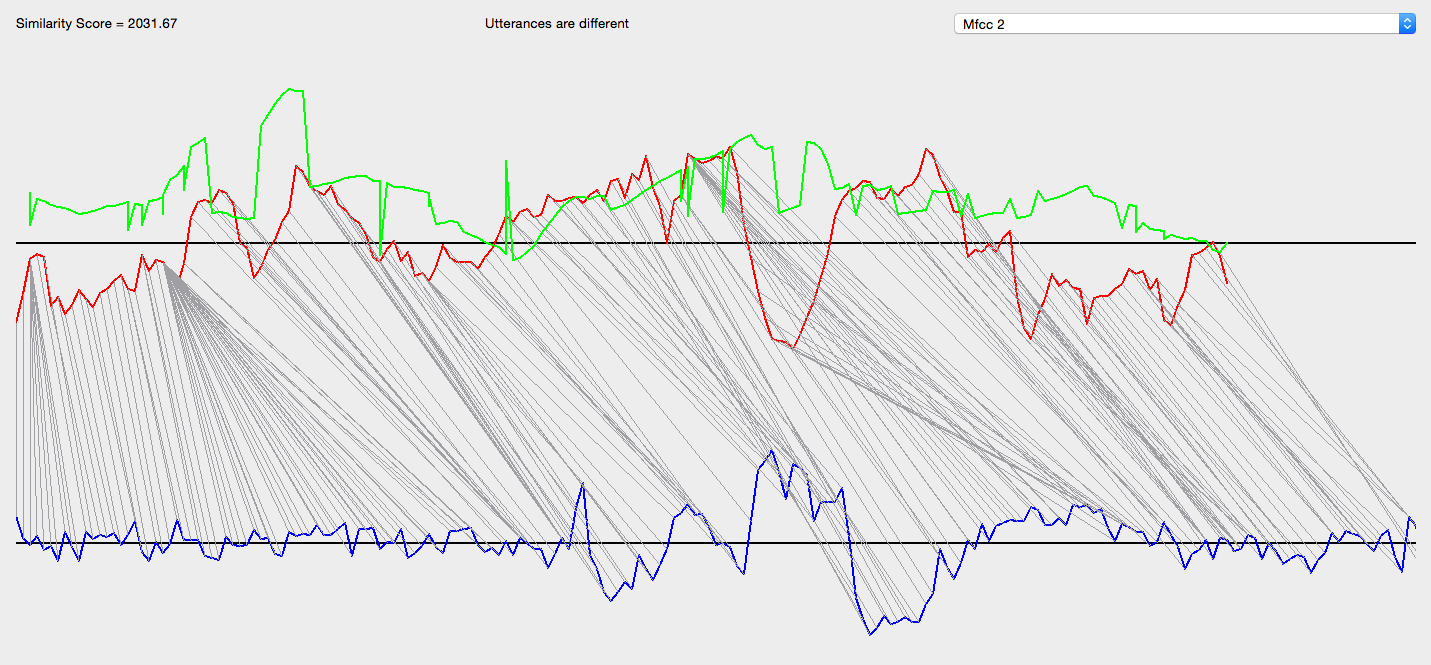 Similarity Score = 2031.67
Utterances are different
Mfcc 2